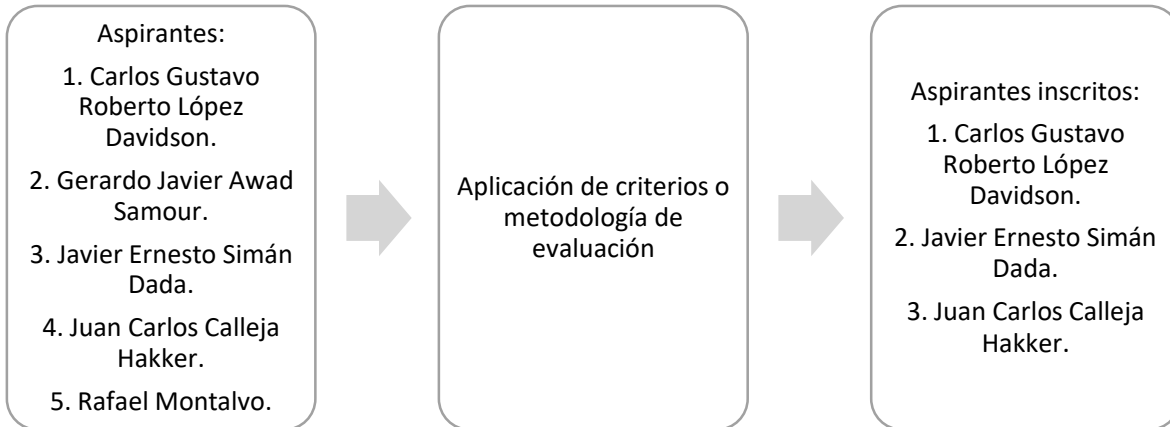 Aspirantes:
1. Carlos Gustavo
Roberto López
Davidson.
2. Gerardo Javier Awad
Samour.
3. Javier Ernesto Simán
Dada.
4. Juan Carlos Calleja
Hakker.
5. Rafael Montalvo.
Aplicación de criterios o
metodología de
evaluación
Aspirantes inscritos:
1. Carlos Gustavo
Roberto López
Davidson.
2. Javier Ernesto Simán
Dada.
3. Juan Carlos Calleja
Hakker.